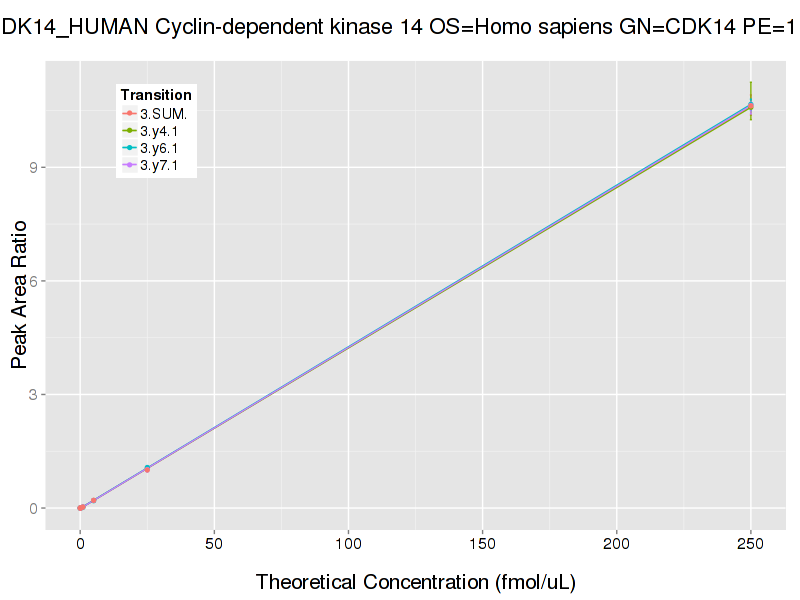 DK14_HUMAN Cyclin-dependent kinase 14 OS=Homo sapiens GN=CDK14 PE=1
Transition
3.SUM.
3.y4.1
3.y6.1
3.y7.1
Peak Area Ratio
9
6
3
0
0 50 100 150 200 250
Theoretical Concentration (fmol/uL)